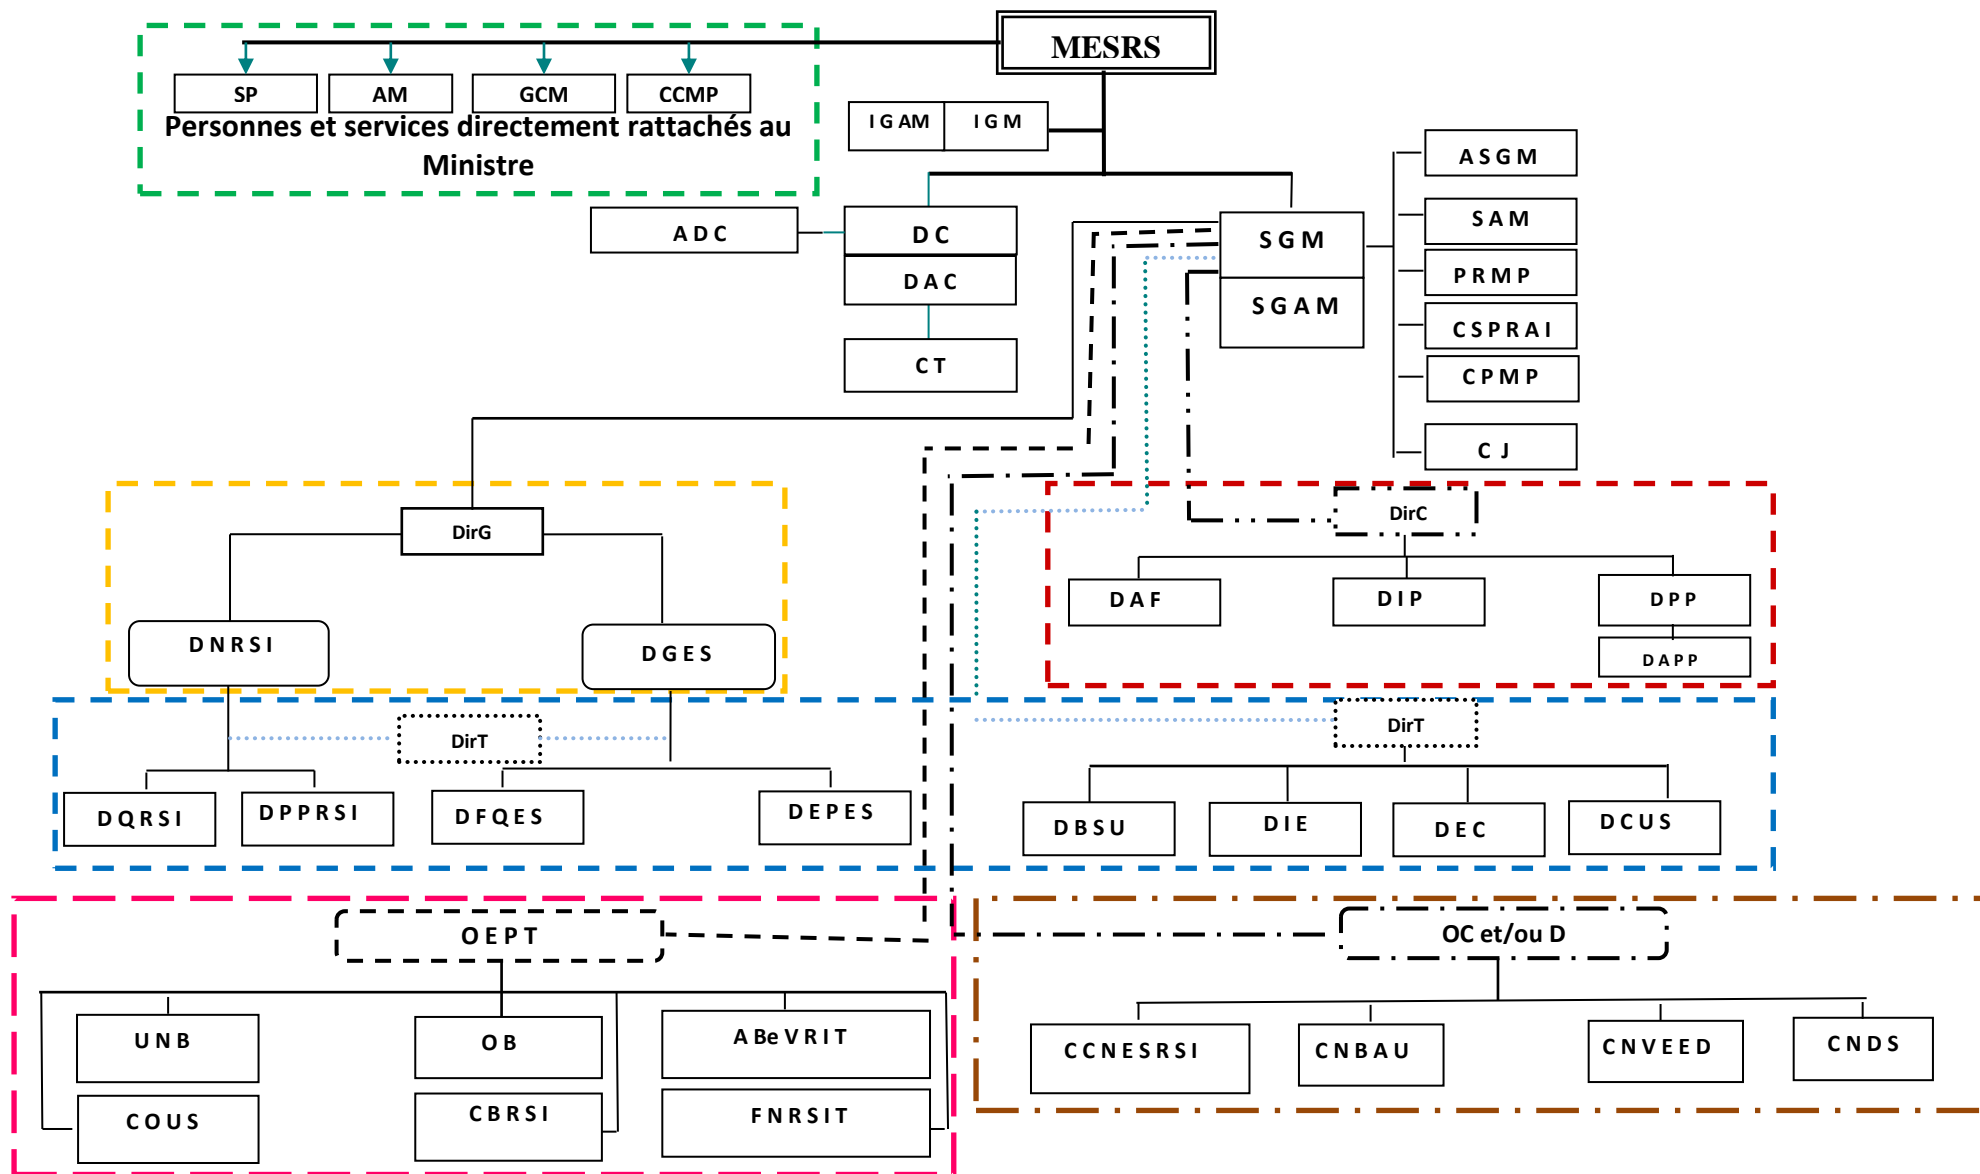 MESRS
SP
AM
GCM
CCMP
Personnes et services directement rattachés au
Ministre
I G AM
I G M
A S G M
S A M
P R M P
C S P R A I
C P M P
C J
A D C
D C
D A C
C T
S G M
S G A M
DirG
D N R S I
D G E S
DirC
D A F
D I P
D P P
D A P P
DirT
D Q R S I
D P P R S I
D F Q E S
D E P E S
DirT
D B S U
D I E
D E C
D C U S
O E P T
U N B
O B
A Be V R I T
C O U S
C B R S I
F N R S I T
OC et/ou D
C C N E S R S I
C N B A U
C N V E E D
C N D S